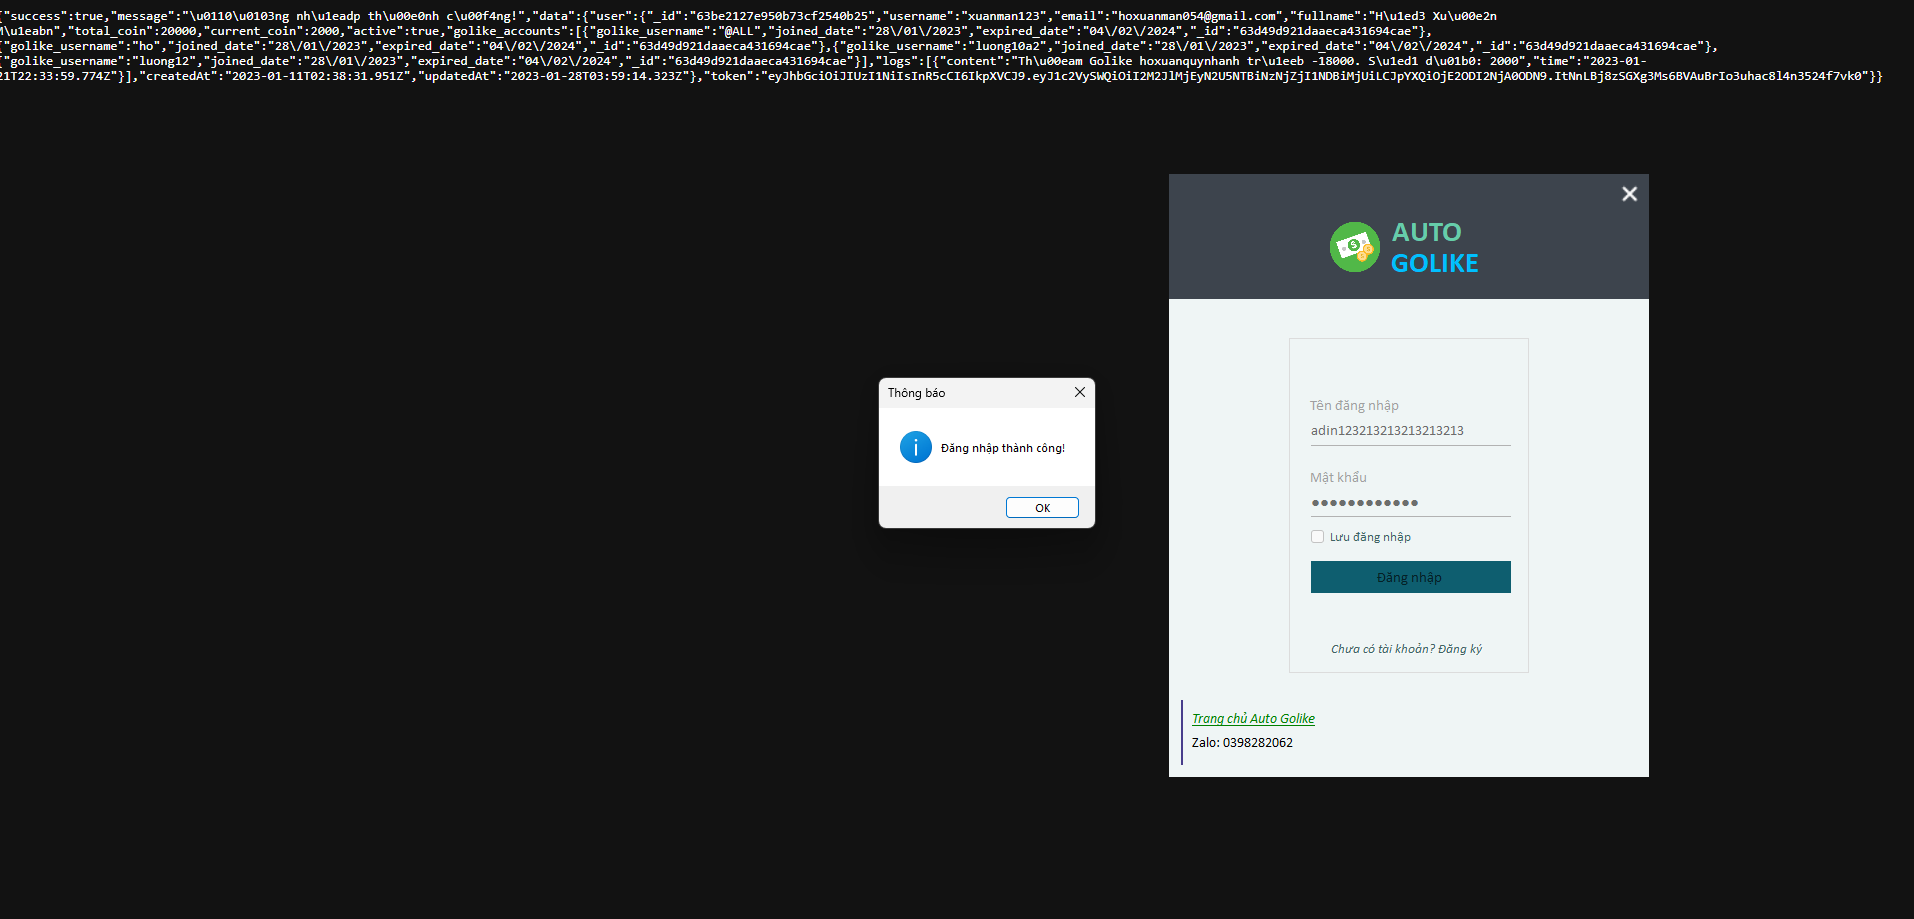 {"success":true,"message":"\u0110\u0103ng nh\u1eadp th\u00e0nh c\u00f4ng!","data":{"user":{"_id":"63be2127e950b73cf2540b25","username":"xuanman123","email":"hoxuanman054@gmail.com","fullname":"H\u1ed3 Xu\u00e2n
M\u1eabn","total_coin":20000,"current_coin":2000,"active":true,"golike_accounts":[{"golike_username":"@ALL","joined_date":"28\/01\/2023","expired_date":"04\/02\/2024","_id":"63d49d921daaeca431694cae"},
{"golike_username":"ho","joined_date":"28\/01\/2023","expired_date":"04\/02\/2024","_id":"63d49d921daaeca431694cae"},{"golike_username":"luong10a2","joined_date":"28\/01\/2023","expired_date":"04\/02\/2024","_id":"63d49d921daaeca431694cae"},
{"golike_username":"luong12","joined_date":"28\/01\/2023","expired_date":"04\/02\/2024","_id":"63d49d921daaeca431694cae"}],"logs":[{"content":"Th\u00eam Golike hoxuanquynhanh tr\u1eeb -18000. S\u1ed1 d\u01b0: 2000","time":"2023-01-
21T22:33:59.774Z"}],"createdAt":"2023-01-11T02:38:31.951Z","updatedAt":"2023-01-28T03:59:14.323Z"},"token":"eyJhbGciOiJIUzI1NiIsInR5cCI6IkpXVCJ9.eyJ1c2VySWQiOiI2M2JlMjEyN2U5NTBiNzNjZjI1NDBiMjUiLCJpYXQiOjE2ODI2NjA0ODN9.ItNnLBj8zSGXg3Ms6BVAuBrIo3uhac8l4n3524f7vk0"}}
AUTO
GOLIKE
Thông báo
Đăng nhập thành công!
OK
Tên đăng nhập
adin123213213213213
Mật khẩu
Lưu đăng nhập
Đăng nhập
Chưa có tài khoản? Đăng ký
Trang chủ Auto Golike
Zalo: 0398282062